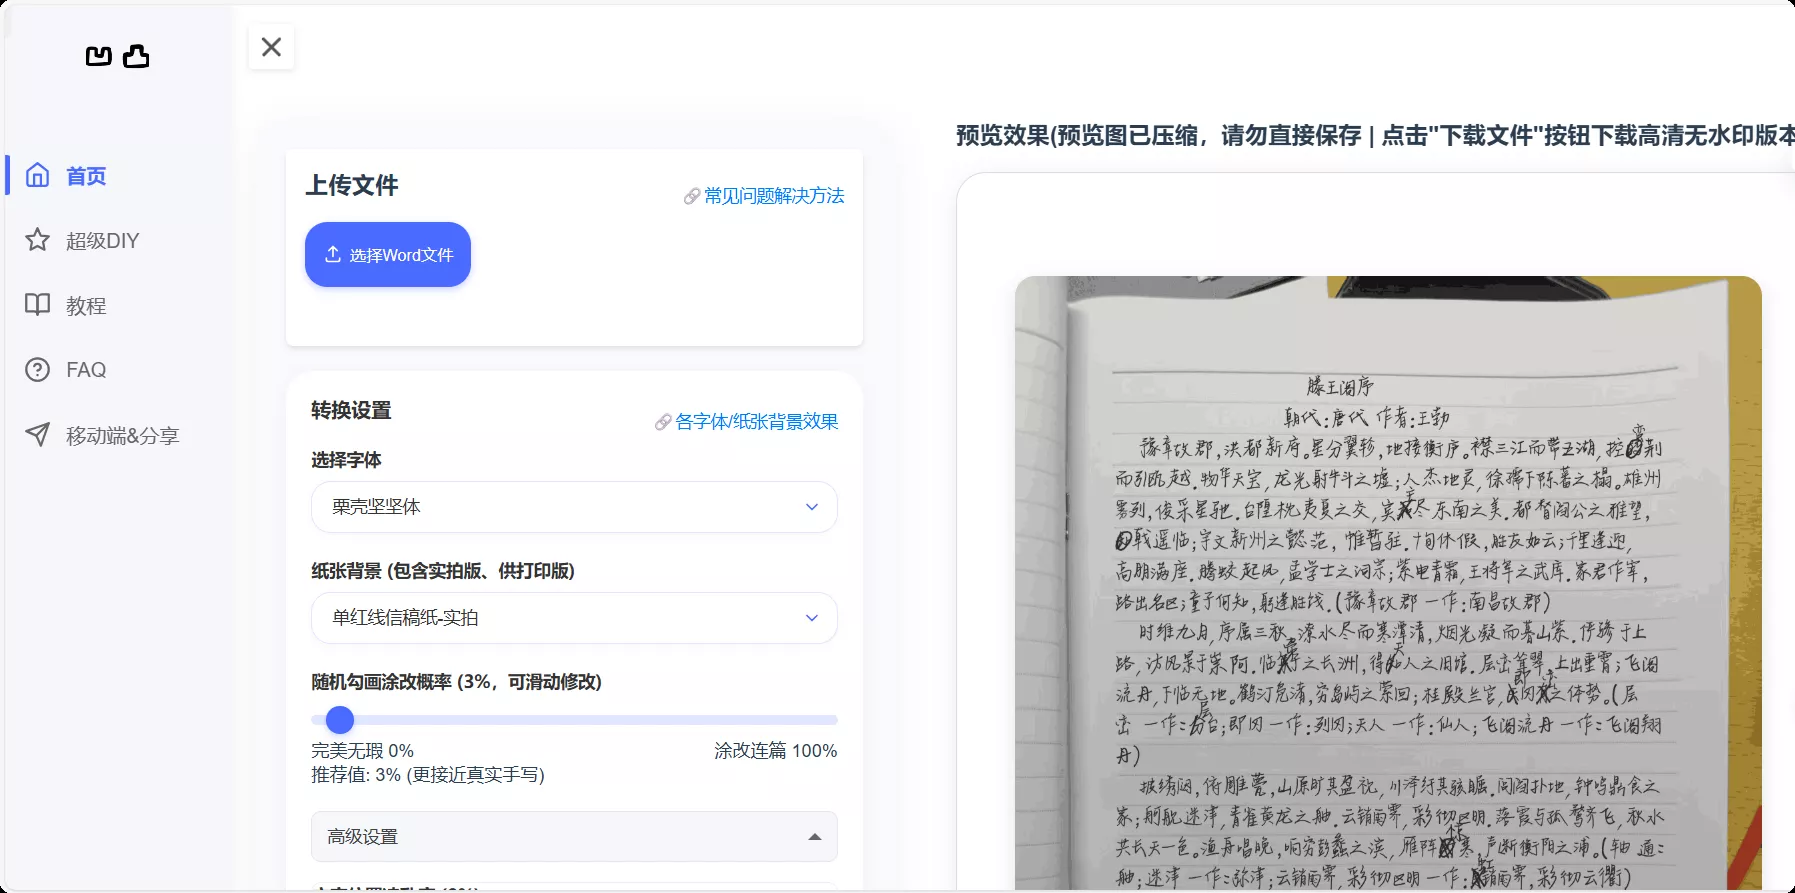 凹凸
首页
超级DIY
教程
FAQ
移动端&分享
上传文件
常见问题解决方法
选择Word文件
转换设置
各字体/纸张背景效果
选择字体
栗壳坚坚体
纸张背景 (包含实拍版、供打印版)
单红线信稿纸-实拍
随机勾画涂改概率 (3%，可滑动修改)
完美无瑕 0%
涂改连篇 100%
推荐值: 3% (更接近真实手写)
高级设置
预览效果(预览图已压缩，请勿直接保存 | 点击"下载文件"按钮下载高清无水印版本
滕王阁序
朝代:唐代 作者:王勃
豫章故郡,洪都新府。星分翼轸,地接衡庐。襟三江而带五湖,控蛮荆
而引瓯越.物华天宝,龙光射牛斗之墟;人杰地灵,徐孺下陈蕃之榻。雄州
雾列,俊采星驰.台隍枕夷夏之交,宾主尽东南之美.都督阎公之雅望,
戟遥临;宇文新州之懿范, 帷暂驻.十旬休假,胜友如云;千里逢迎,
高朋满座.腾蛟起凤,孟学士之词宗;紫电青霜,王将军之武库.家君作宰,
路出名区;童子何知,躬逢胜饯.(豫章故郡 一作:南昌故郡)
时维九月,序属三秋.潦水尽而寒潭清,烟光凝而暮山紫.俨骖于上
路,访风景于崇阿.临帝子之长洲,得天人之旧馆.层峦耸翠,上出重霄;飞阁
流丹,下临无地。鹤汀凫渚,穷岛屿之萦回;桂殿兰宫,即冈峦之体势。(层
峦 一作:层台;即冈 一作:列冈;天人 一作:仙人;飞阁流丹 一作:飞阁翔
丹)
披绣闼,俯雕甍,山原旷其盈视,川泽纡其骇瞩.闾阎扑地,钟鸣鼎食之
家;舸舰迷津,青雀黄龙之舳.云销雨霁,彩彻区明.落霞与孤鹜齐飞,秋水
共长天一色。渔舟唱晚,响穷彭蠡之滨,雁阵惊寒,声断衡阳之浦。(轴 通:
舳;迷津 一作:弥津;云销雨霁,彩彻区明 一作:虹销雨霁,彩彻云衢)